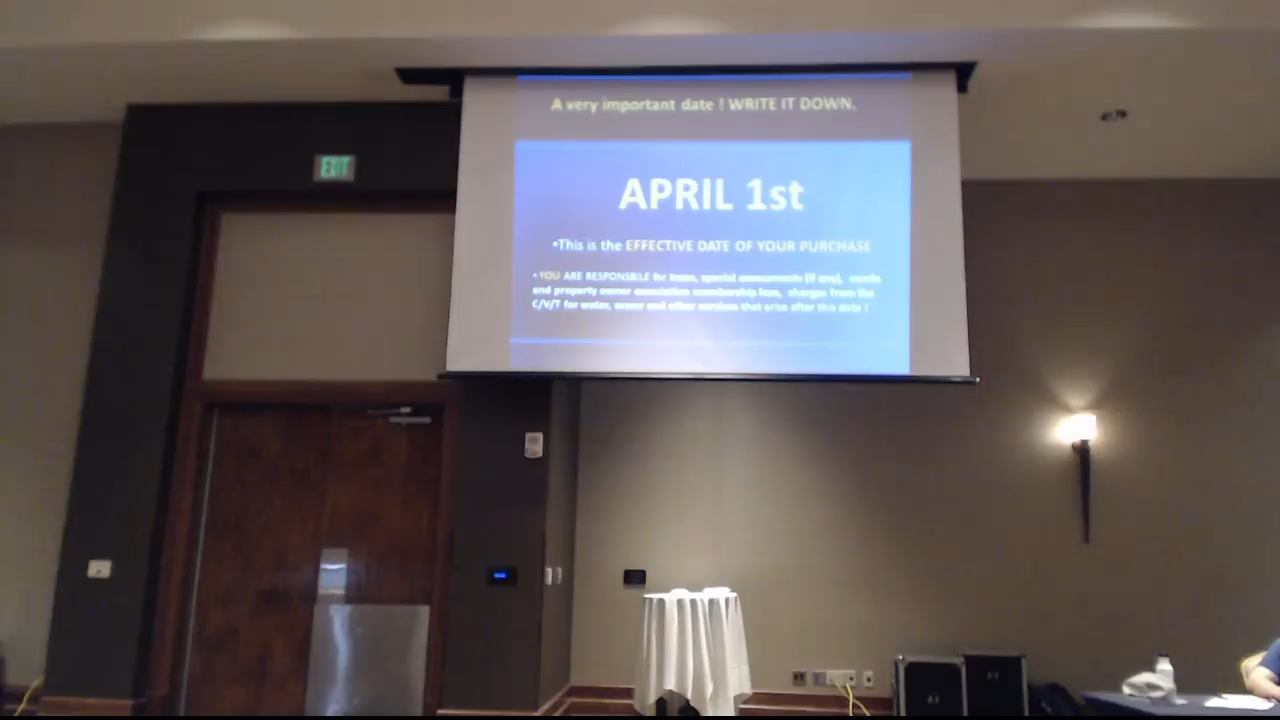 EXIT
A very important date ! WRITE IT DOWN.
APRIL 1st
•This is the EFFECTIVE DATE OF YOUR PURCHASE
• YOU ARE RESPONSBILE for taxes, special assessments (if any), condo
and property owner association membership fees, charges from the
C/V/T for water, sewer and other services that arise after this date !